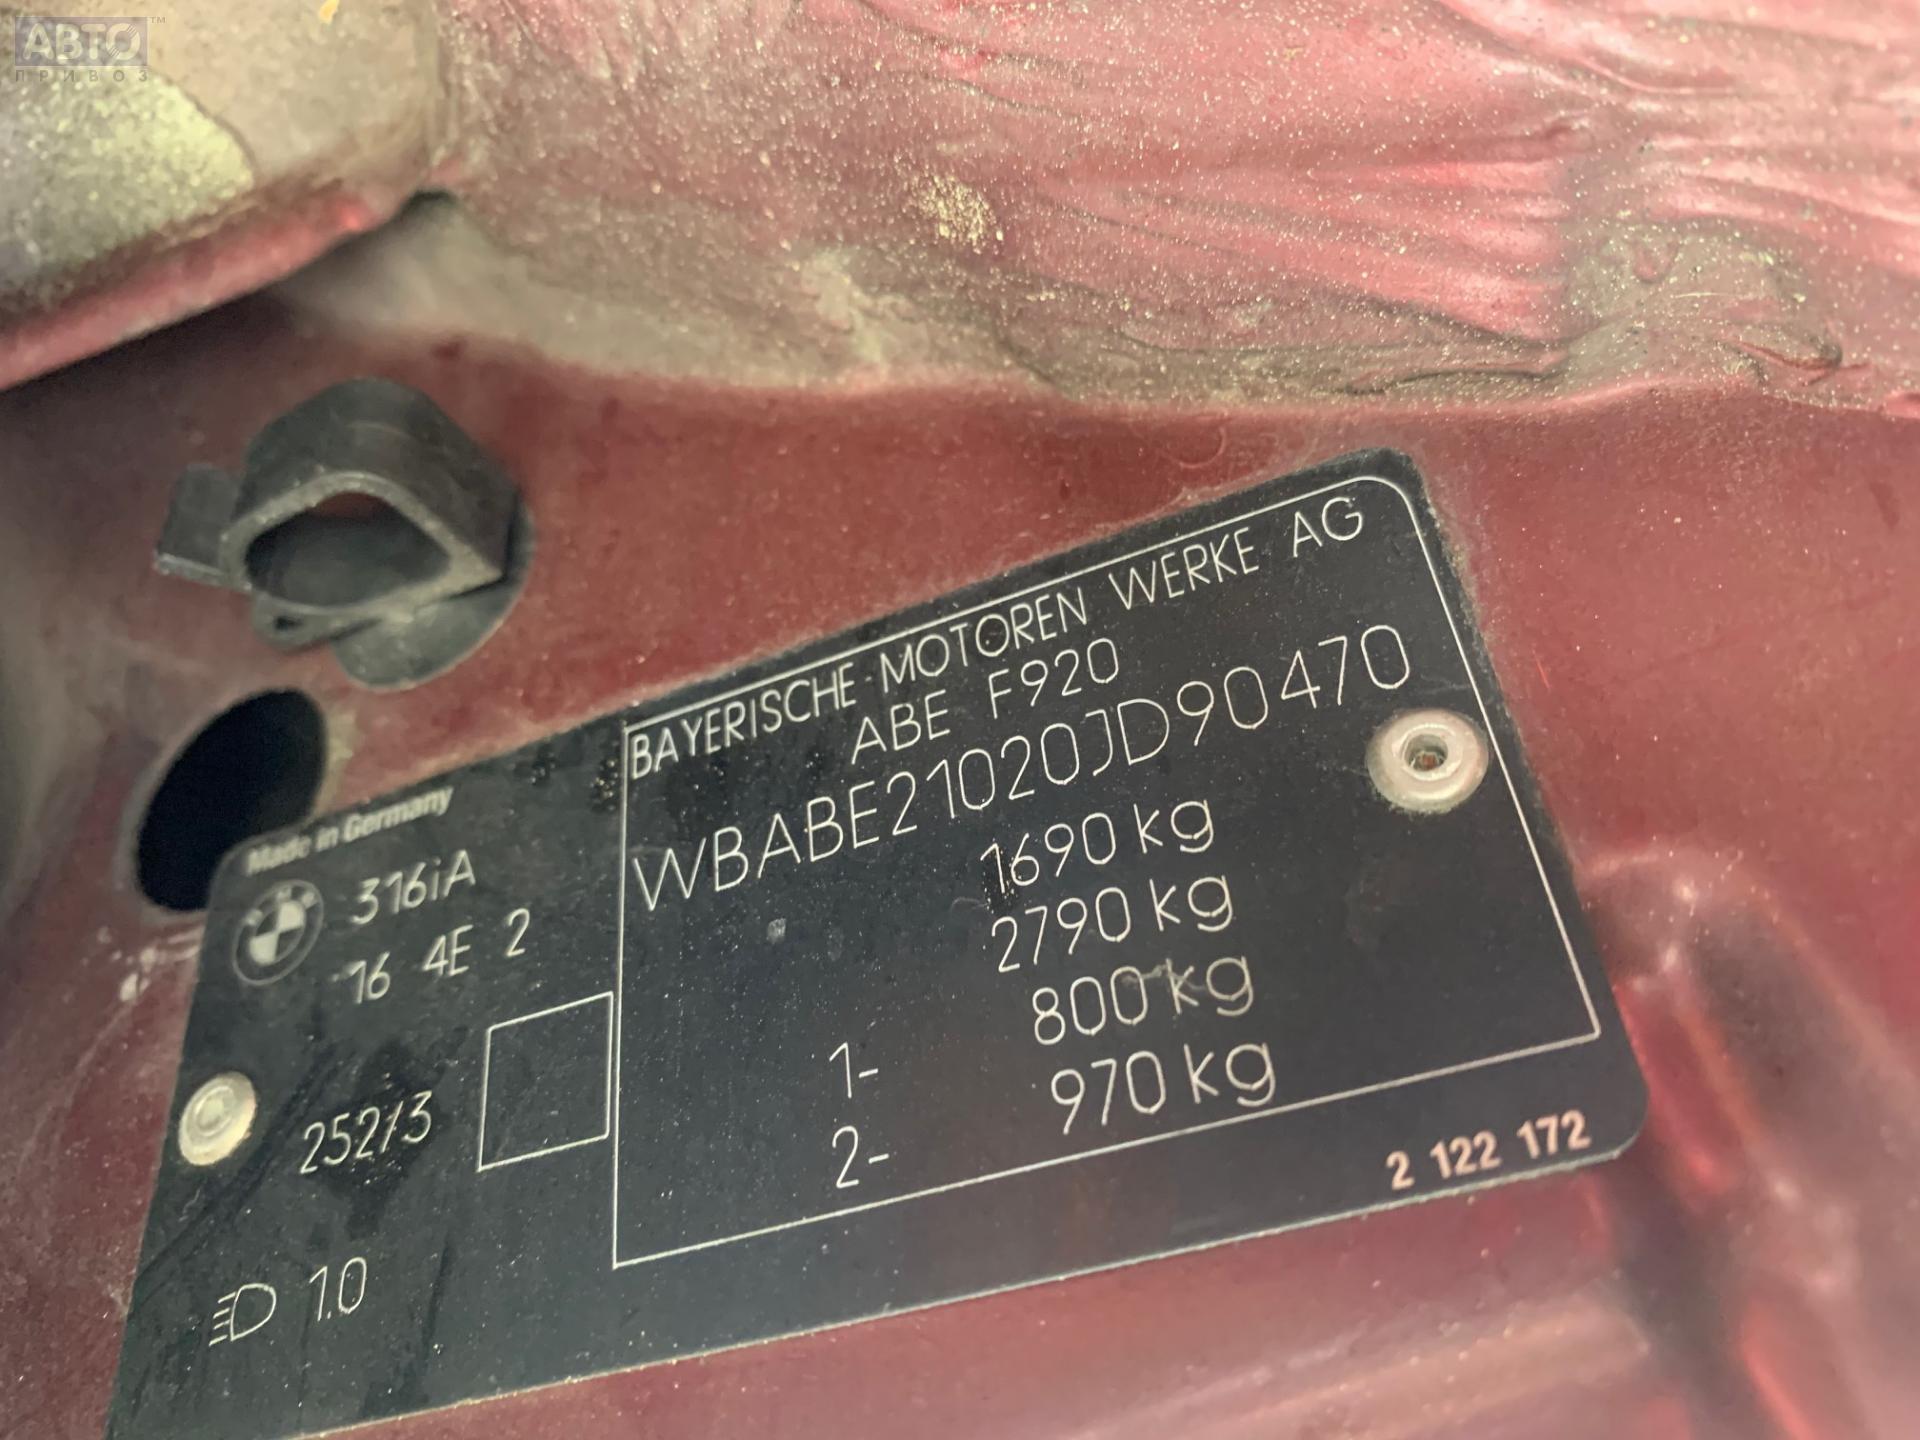 АВТО
ПРИВОЗ
BAYERISCHE MOTOREN WERKE AG
ABE F920
WBABE21020JD90470
1690 kg
2790 kg
1- 800 kg
2- 970 kg
2 122 172
Made in Germany
316iA
16 4E 2
252/3
1.0